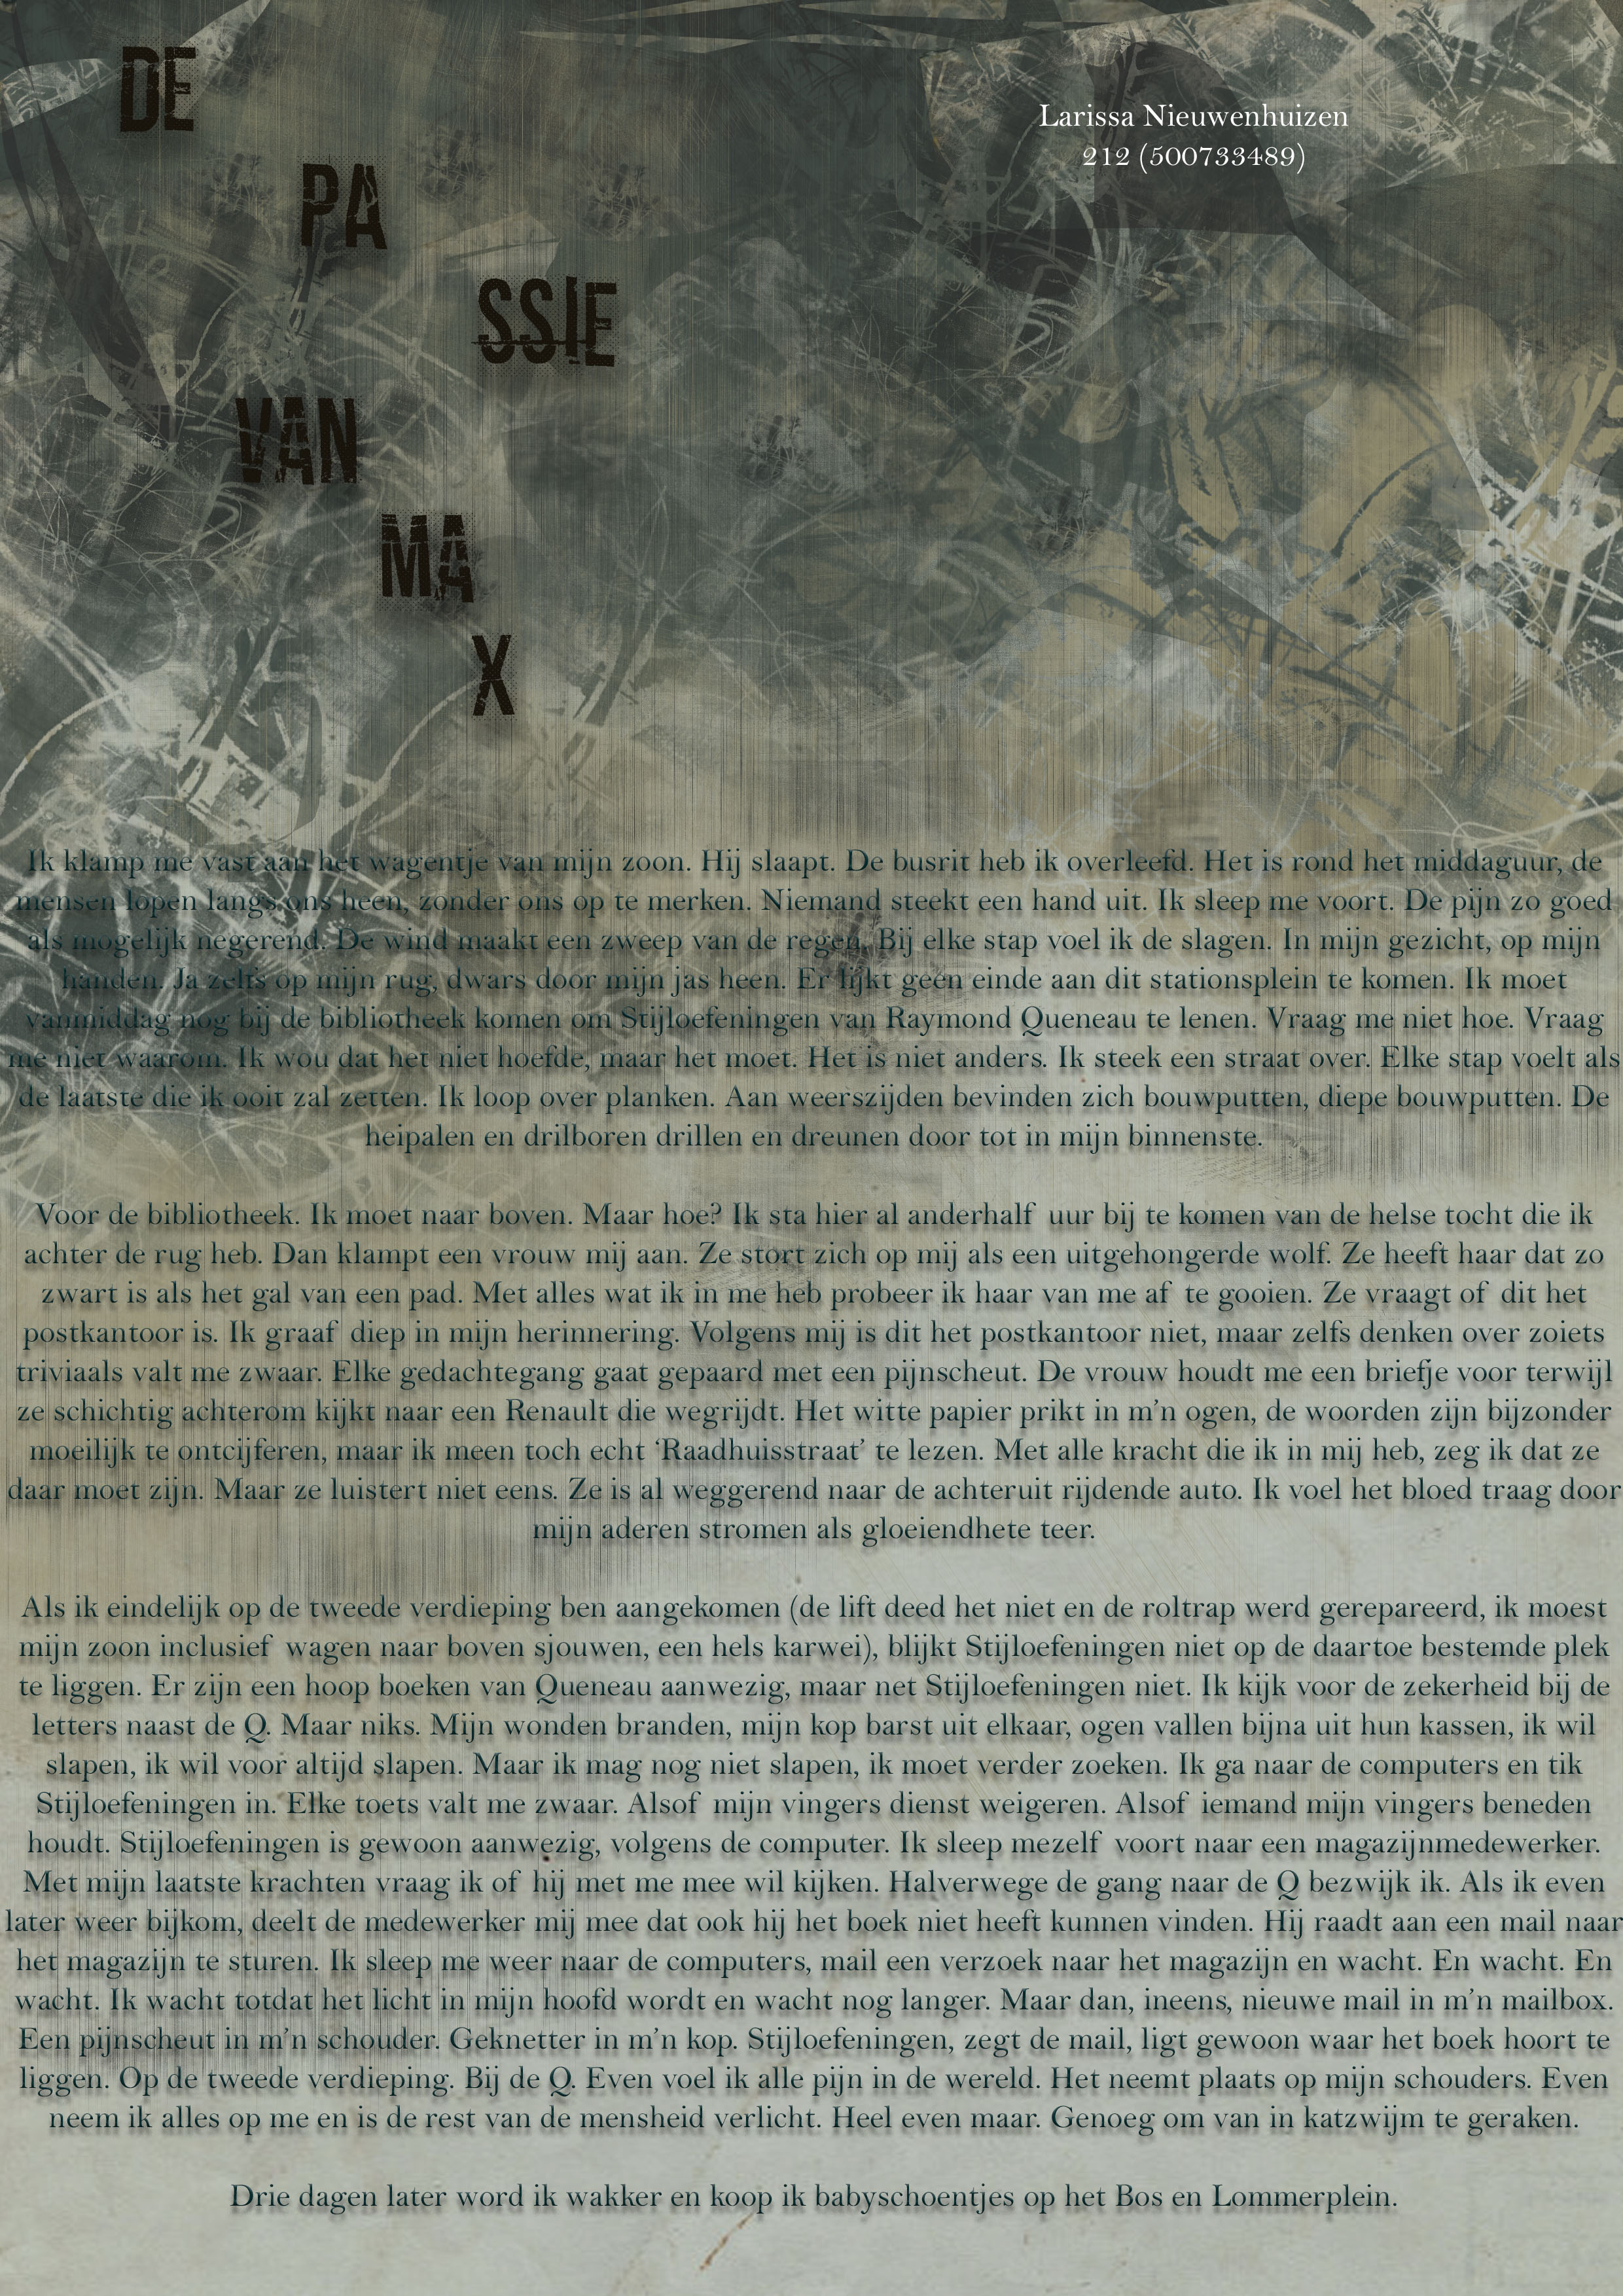 DE
PA
SSIE
VAN
MA
X
Larissa Nieuwenhuizen
212 (500733489)
Ik klamp me vast aan het wagentje van mijn zoon. Hij slaapt. De busrit heb ik overleefd. Het is rond het middaguur, de
mensen lopen langs ons heen, zonder ons op te merken. Niemand steekt een hand uit. Ik sleep me voort. De pijn zo goed
als mogelijk negerend. De wind maakt een zweep van de regen. Bij elke stap voel ik de slagen. In mijn gezicht, op mijn
handen. Ja zelfs op mijn rug, dwars door mijn jas heen. Er lijkt geen einde aan dit stationsplein te komen. Ik moet
vanmiddag nog bij de bibliotheek komen om Stijloefeningen van Raymond Queneau te lenen. Vraag me niet hoe. Vraag
me niet waarom. Ik wou dat het niet hoefde, maar het moet. Het is niet anders. Ik steek een straat over. Elke stap voelt als
de laatste die ik ooit zal zetten. Ik loop over planken. Aan weerszijden bevinden zich bouwputten, diepe bouwputten. De
heipalen en drilboren drillen en dreunen door tot in mijn binnenste.
Voor de bibliotheek. Ik moet naar boven. Maar hoe? Ik sta hier al anderhalf uur bij te komen van de helse tocht die ik
achter de rug heb. Dan klampt een vrouw mij aan. Ze stort zich op mij als een uitgehongerde wolf. Ze heeft haar dat zo
zwart is als het gal van een pad. Met alles wat ik in me heb probeer ik haar van me af te gooien. Ze vraagt of dit het
postkantoor is. Ik graaf diep in mijn herinnering. Volgens mij is dit het postkantoor niet, maar zelfs denken over zoiets
triviaals valt me zwaar. Elke gedachtegang gaat gepaard met een pijnscheut. De vrouw houdt me een briefje voor terwijl
ze schichtig achterom kijkt naar een Renault die wegrijdt. Het witte papier prikt in m'n ogen, de woorden zijn bijzonder
moeilijk te ontcijferen, maar ik meen toch echt ‘Raadhuisstraat’ te lezen. Met alle kracht die ik in mij heb, zeg ik dat ze
daar moet zijn. Maar ze luistert niet eens. Ze is al weggerend naar de achteruit rijdende auto. Ik voel het bloed traag door
mijn aderen stromen als gloeiendhete teer.
Als ik eindelijk op de tweede verdieping ben aangekomen (de lift deed het niet en de roltrap werd gerepareerd, ik moest
mijn zoon inclusief wagen naar boven sjouwen, een hels karwei), blijkt Stijloefeningen niet op de daartoe bestemde plek
te liggen. Er zijn een hoop boeken van Queneau aanwezig, maar net Stijloefeningen niet. Ik kijk voor de zekerheid bij de
letters naast de Q. Maar niks. Mijn wonden branden, mijn kop barst uit elkaar, ogen vallen bijna uit hun kassen, ik wil
slapen, ik wil voor altijd slapen. Maar ik mag nog niet slapen, ik moet verder zoeken. Ik ga naar de computers en tik
Stijloefeningen in. Elke toets valt me zwaar. Alsof mijn vingers dienst weigeren. Alsof iemand mijn vingers beneden
houdt. Stijloefeningen is gewoon aanwezig, volgens de computer. Ik sleep mezelf voort naar een magazijnmedewerker.
Met mijn laatste krachten vraag ik of hij met me mee wil kijken. Halverwege de gang naar de Q bezwijk ik. Als ik even
later weer bijkom, deelt de medewerker mij mee dat ook hij het boek niet heeft kunnen vinden. Hij raadt aan een mail naar
het magazijn te sturen. Ik sleep me weer naar de computers, mail een verzoek naar het magazijn en wacht. En wacht. En
wacht. Ik wacht totdat het licht in mijn hoofd wordt en wacht nog langer. Maar dan, ineens, nieuwe mail in m'n mailbox.
Een pijnscheut in m'n schouder. Geknetter in m'n kop. Stijloefeningen, zegt de mail, ligt gewoon waar het boek hoort te
liggen. Op de tweede verdieping. Bij de Q. Even voel ik alle pijn in de wereld. Het neemt plaats op mijn schouders. Even
neem ik alles op me en is de rest van de mensheid verlicht. Heel even maar. Genoeg om van in katzwijm te geraken.
Drie dagen later word ik wakker en koop ik babyschoentjes op het Bos en Lommerplein.